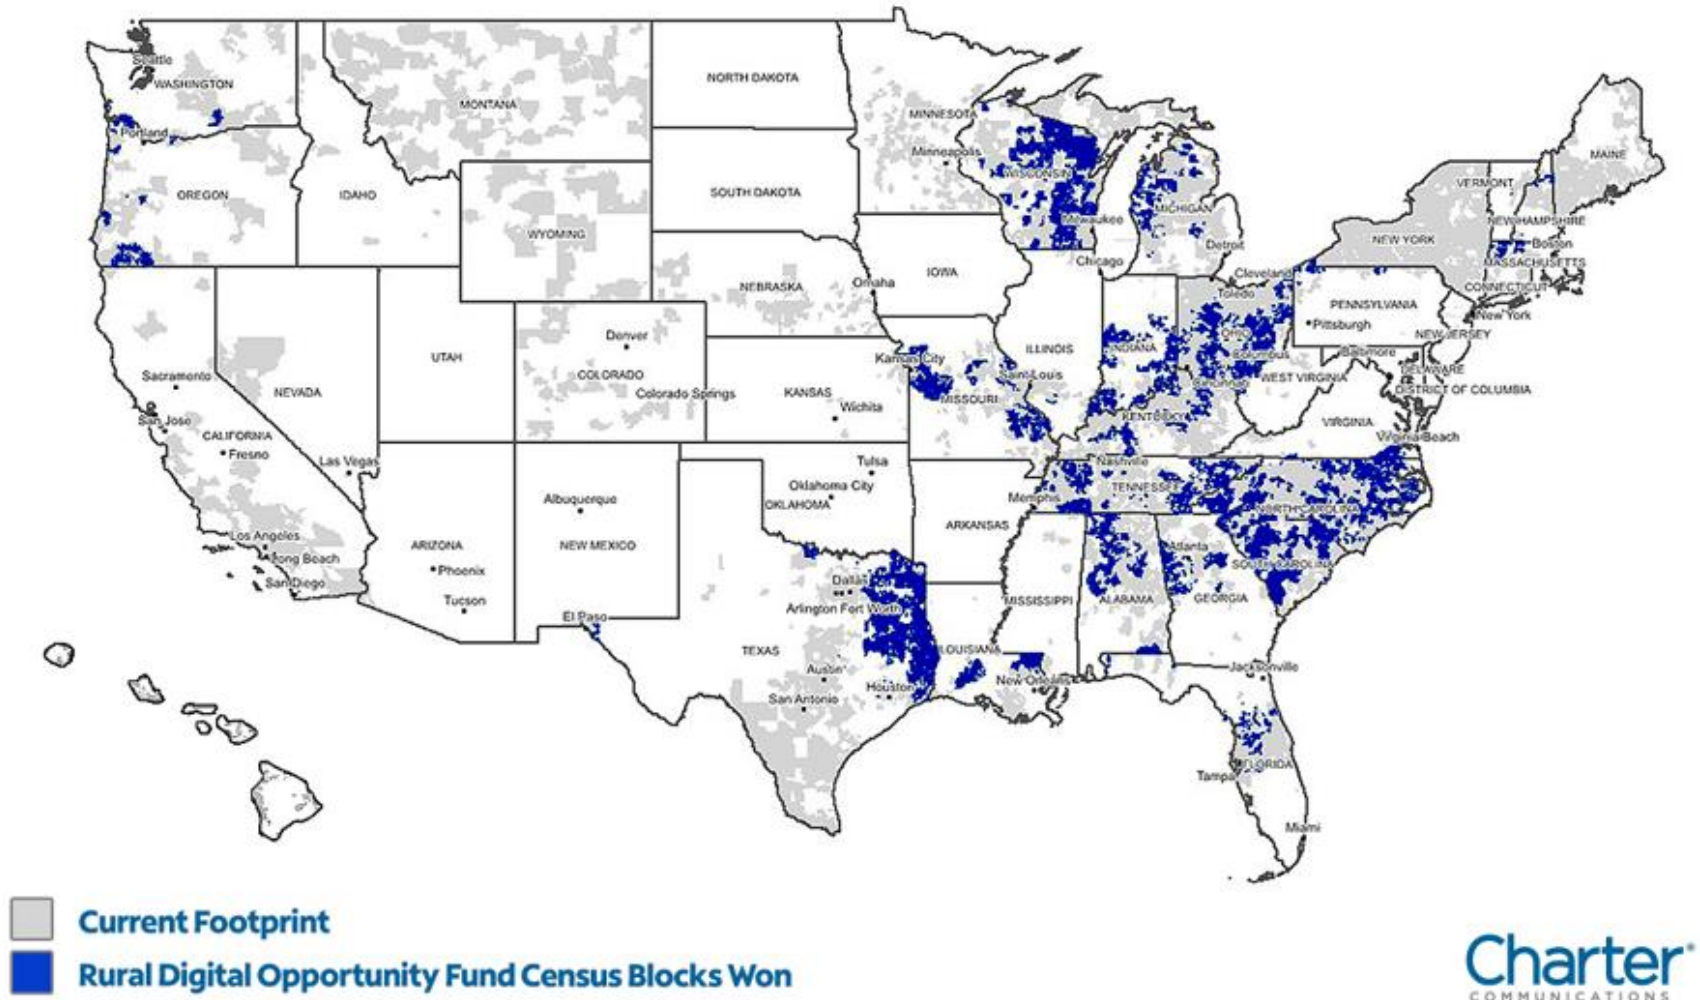 Seattle
WASHINGTON
NORTH DAKOTA
MONTANA
MINNESOTA
Portland
Minneapolis
MAINE
WISCONSIN
VERMONT
OREGON
IDAHO
SOUTH DAKOTA
MICHIGAN
Milwaukee
NEW HAMPSHIRE
WYOMING
NEW YORK
Detroit
Boston
Chicago
MASSACHUSETTS
IOWA
Cleveland
NEBRASKA
Omaha
CONNECTICUT
Toledo
PENNSYLVANIA
New York
Pittsburgh
Denver
OHIO
NEW JERSEY
ILLINOIS
INDIANA
UTAH
Kansas City
Columbus
Baltimore
Sacramento
COLORADO
Saint Louis
DELAWARE
WEST VIRGINIA
Cincinnati
DISTRICT OF COLUMBIA
NEVADA
Colorado Springs
KANSAS
MISSOURI
San Jose
Wichita
KENTUCKY
VIRGINIA
CALIFORNIA
Virginia Beach
Fresno
Las Vegas
Tulsa
Nashville
Oklahoma City
TENNESSEE
Albuquerque
OKLAHOMA
Memphis
NORTH CAROLINA
ARKANSAS
Los Angeles
ARIZONA
NEW MEXICO
Atlanta
Long Beach
Phoenix
SOUTH CAROLINA
San Diego
Dallas
Tucson
MISSISSIPPI
ALABAMA
GEORGIA
Arlington Fort Worth
El Paso
TEXAS
LOUISIANA
Austin
Jacksonville
New Orleans
Houston
San Antonio
FLORIDA
Tampa
Miami
Current Footprint
Rural Digital Opportunity Fund Census Blocks Won
Charter
COMMUNICATIONS